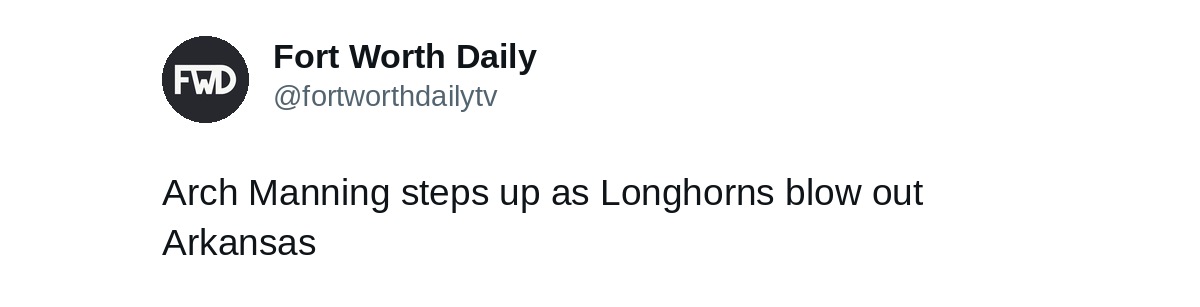 FWD
Fort Worth Daily
@fortworthdailytv
Arch Manning steps up as Longhorns blow out
Arkansas